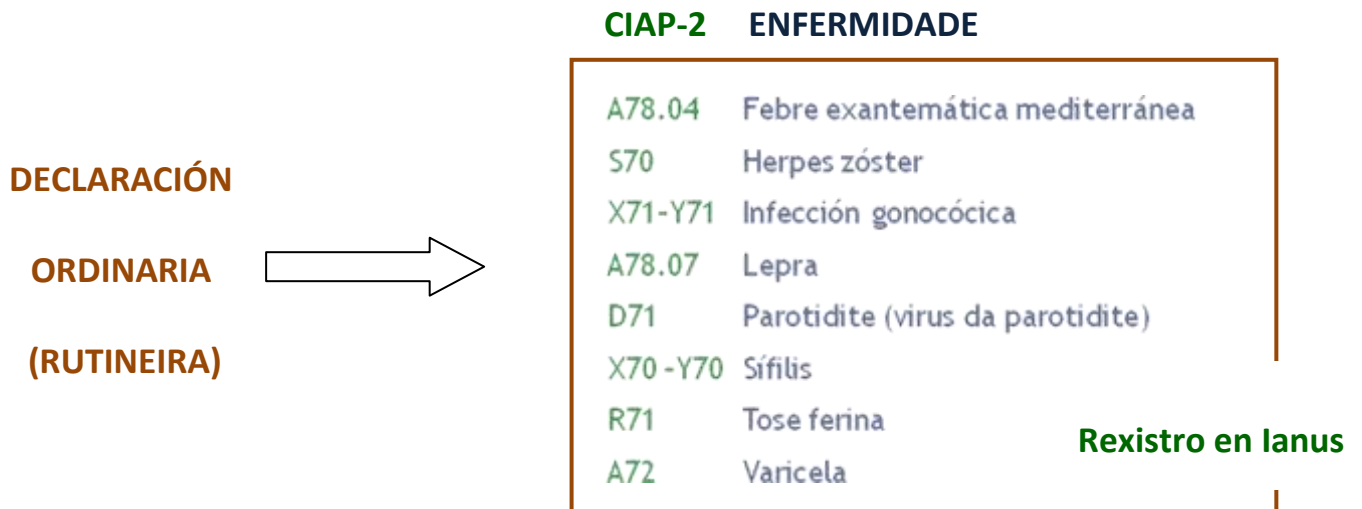 CIAP-2 ENFERMIDADE
A78.04 Febre exantemática mediterránea
S70 Herpes zóster
X71-Y71 Infección gonocócica
A78.07 Lepra
D71 Parotidite (virus da parotidite)
X70 -Y70 Sífilis
R71 Tose ferina
A72 Varicela
DECLARACIÓN
ORDINARIA
(RUTINEIRA)
Rexistro en Ianus